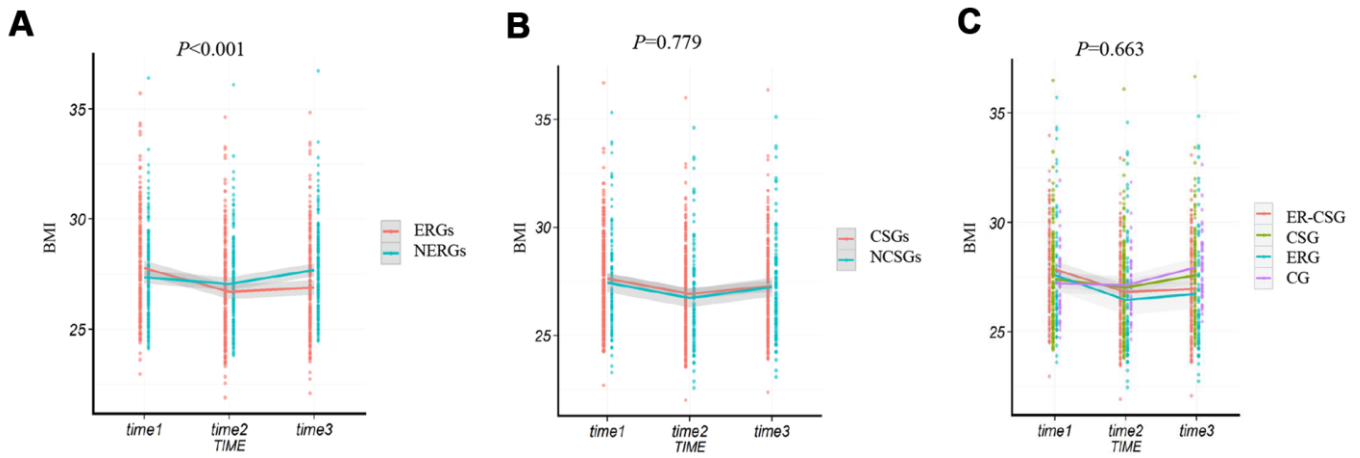 A
P<0.001
BMI
35
30
25
time1 time2 time3
TIME
ERGs
NERGs
B
P=0.779
BMI
35
30
25
time1 time2 time3
TIME
CSGs
NCSGs
C
P=0.663
BMI
35
30
25
time1 time2 time3
TIME
ER-CSG
CSG
ERG
CG